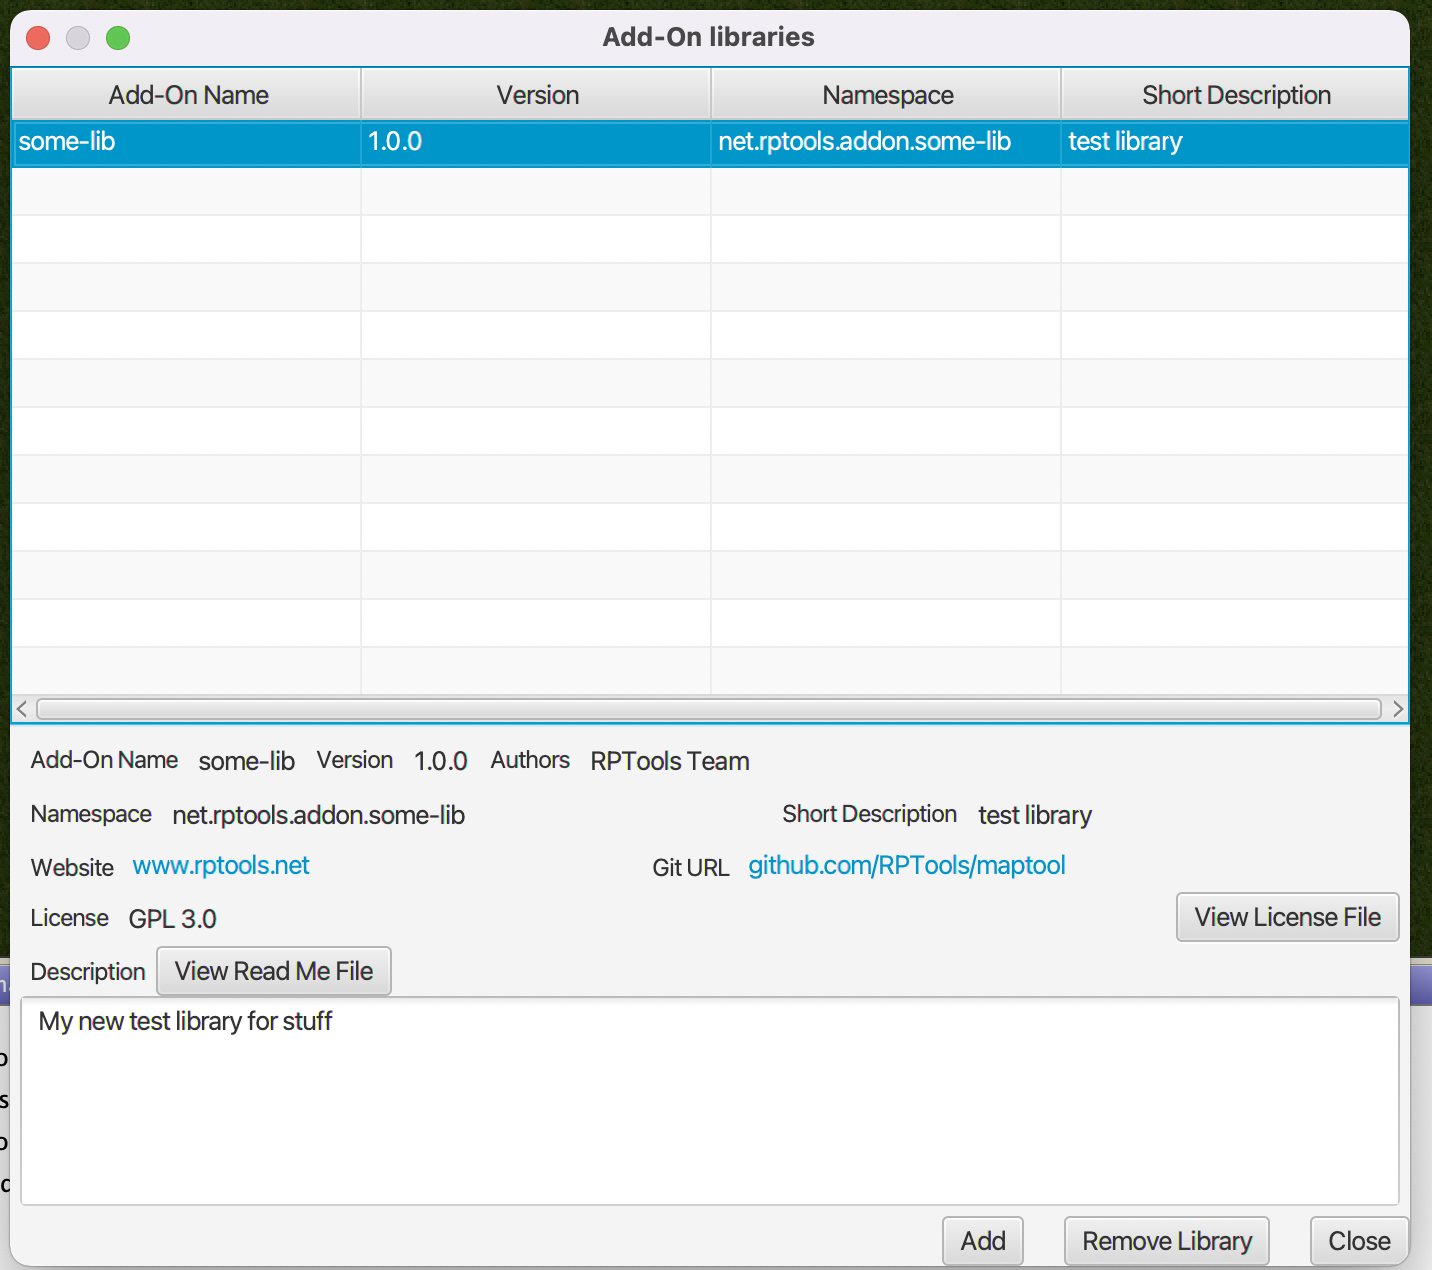 Add-On libraries
Add-On Name Version Namespace Short Description
some-lib 1.0.0 net.rptools.addon.some-lib test library
Add-On Name some-lib Version 1.0.0 Authors RPTools Team
Namespace net.rptools.addon.some-lib Short Description test library
Website www.rptools.net Git URL github.com/RPTools/maptool
License GPL 3.0 View License File
Description View Read Me File
My new test library for stuff
Add Remove Library Close